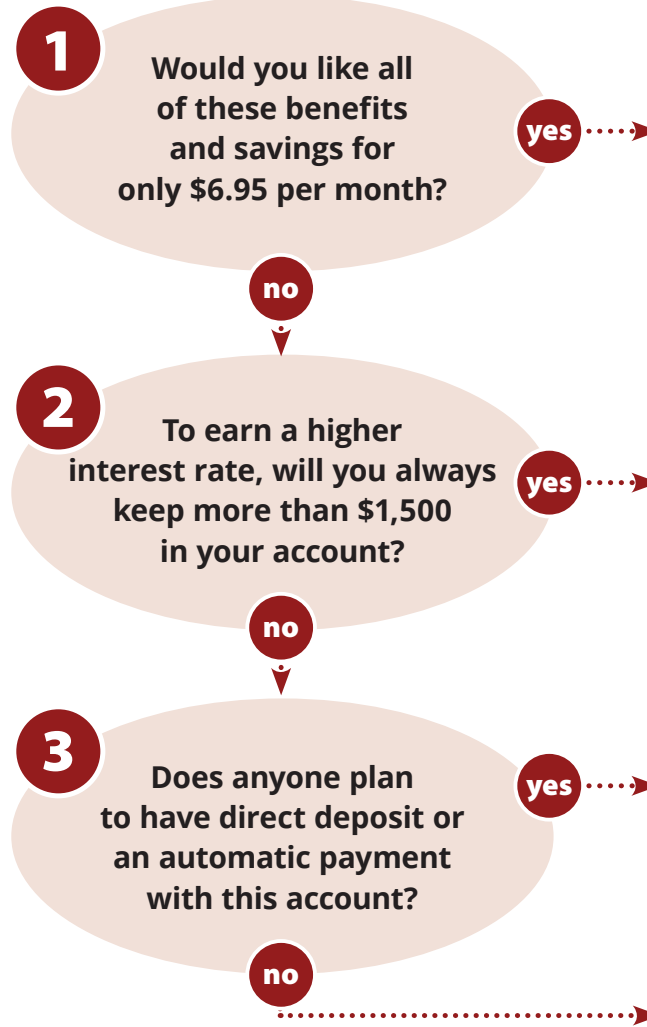 1
Would you like all
of these benefits
and savings for
only $6.95 per month?
yes
no
2
To earn a higher
interest rate, will you always
keep more than $1,500
in your account?
yes
no
3
Does anyone plan
to have direct deposit or
an automatic payment
with this account?
yes
no